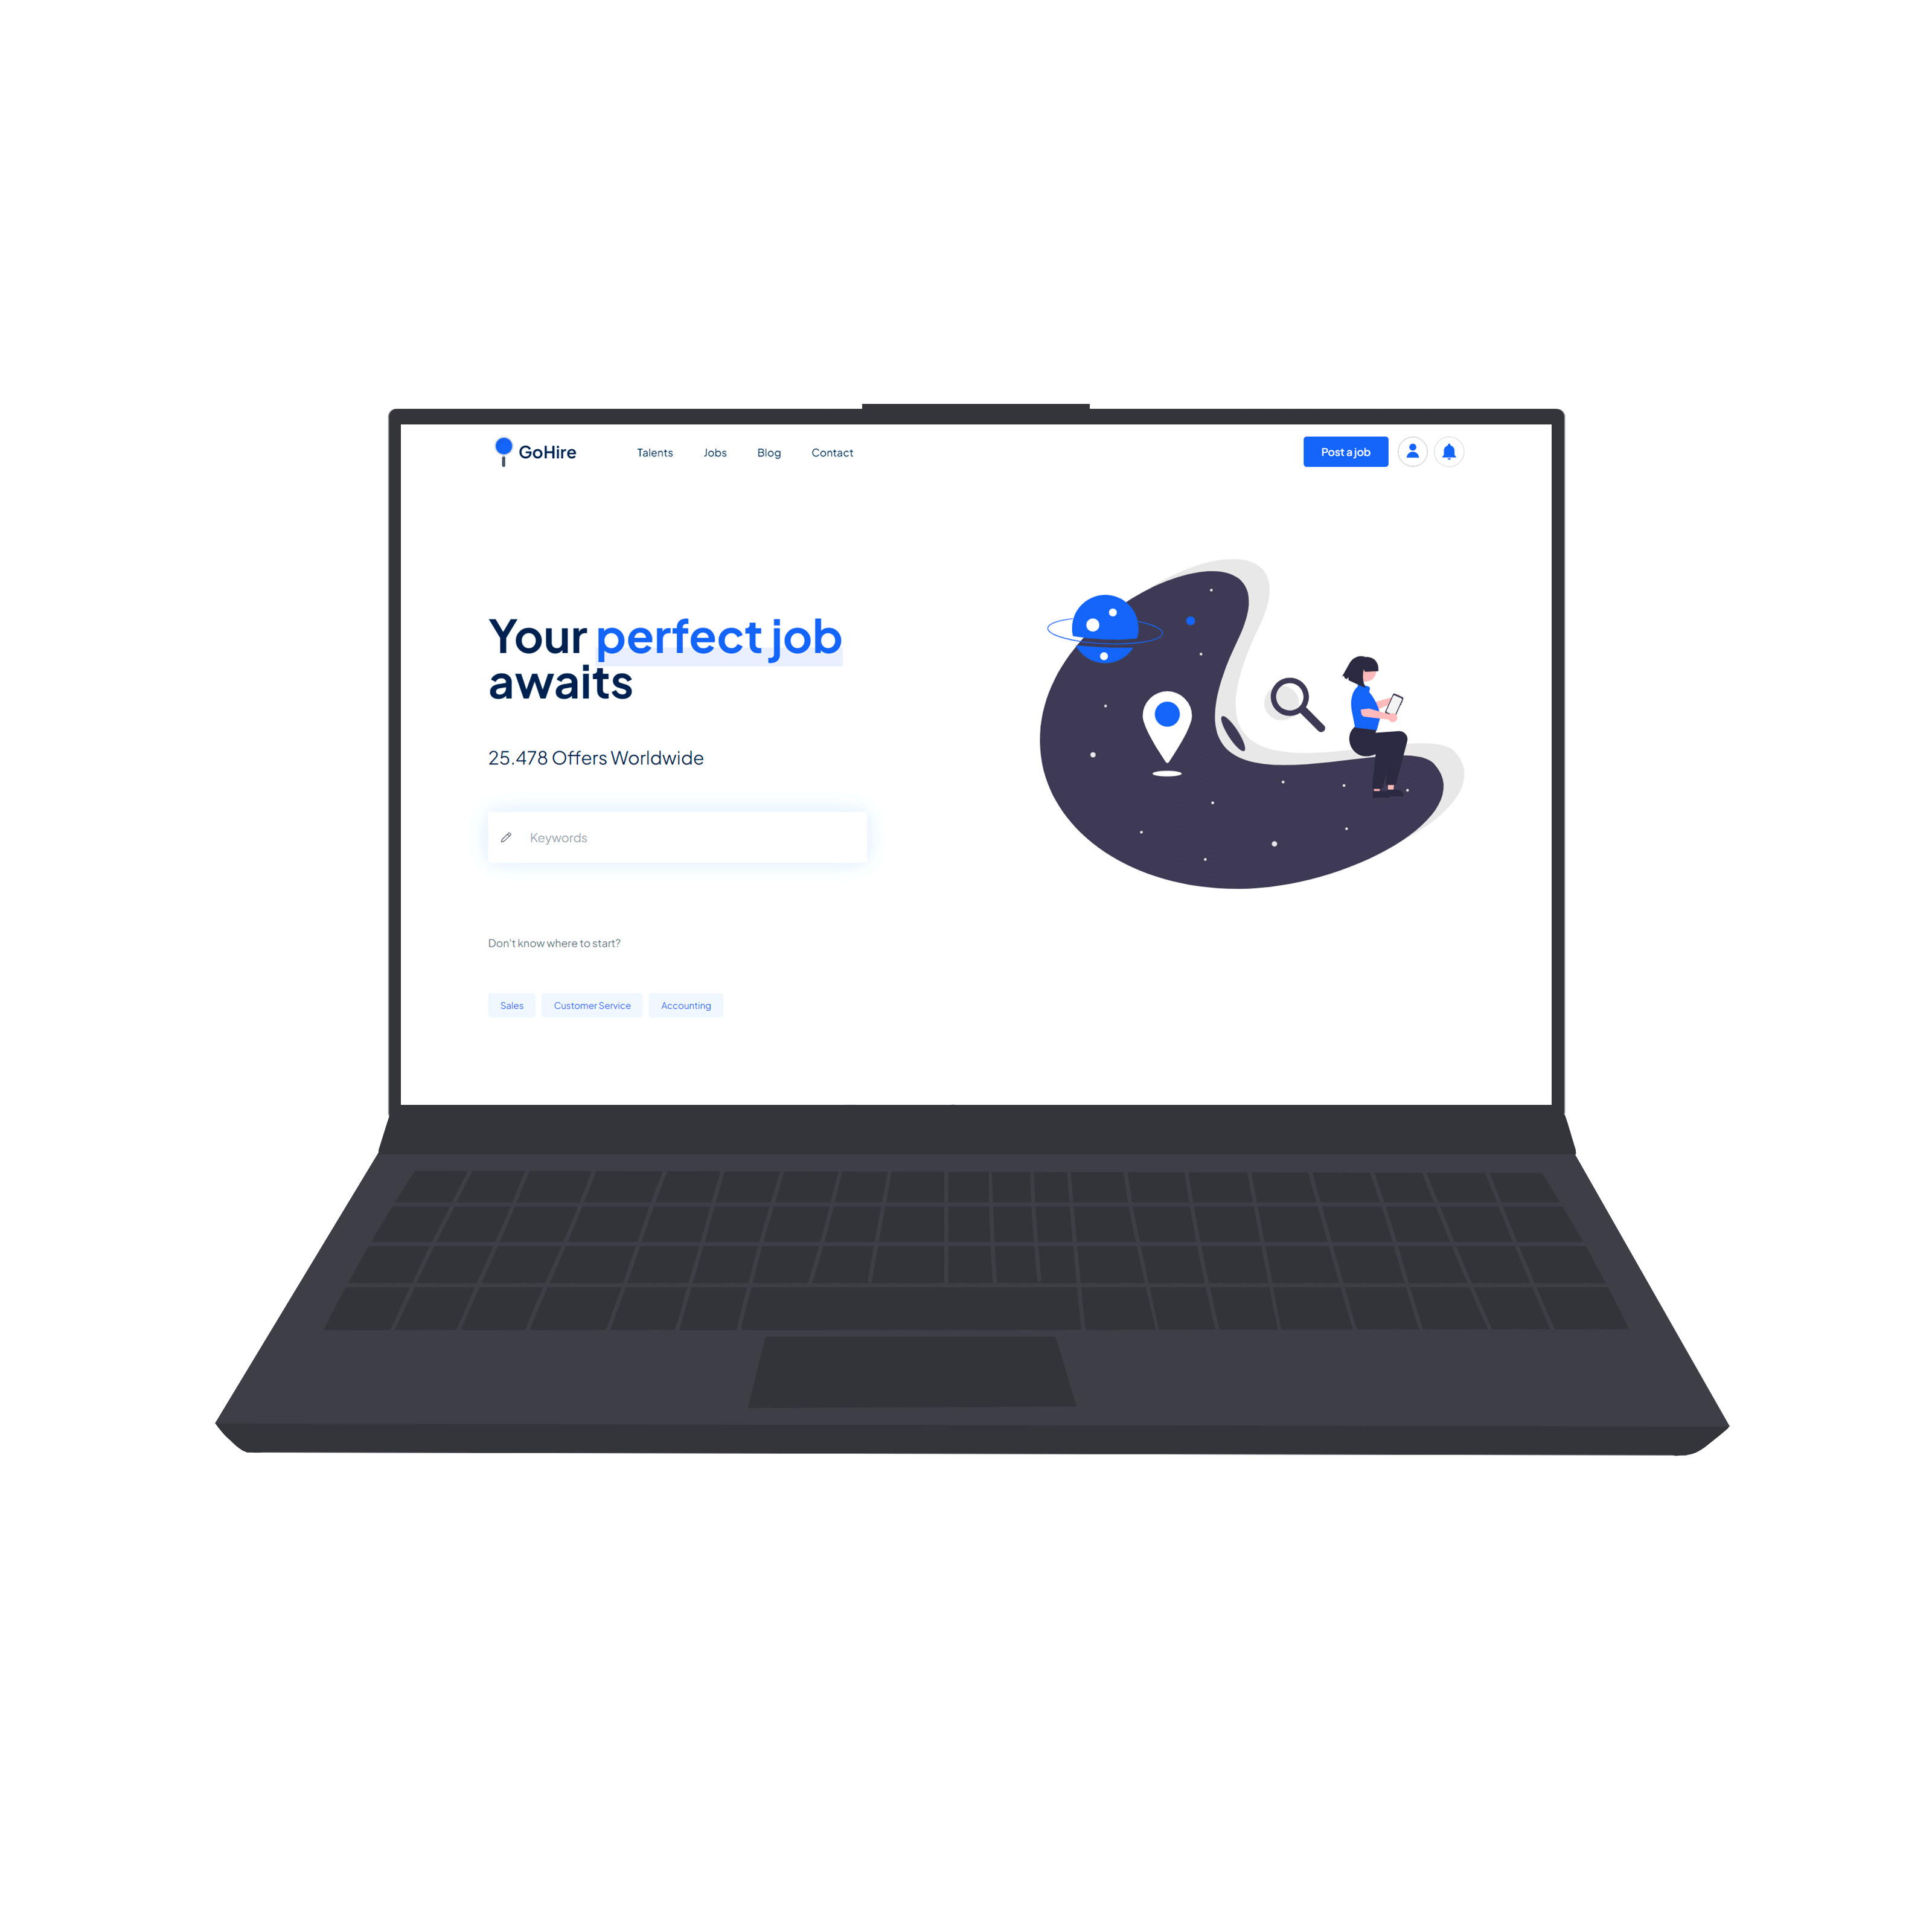 GoHire
Talents
Jobs
Blog
Contact
Post a job
Your perfect job
awaits
25.478 Offers Worldwide
Keywords
Don't know where to start?
Sales
Customer Service
Accounting